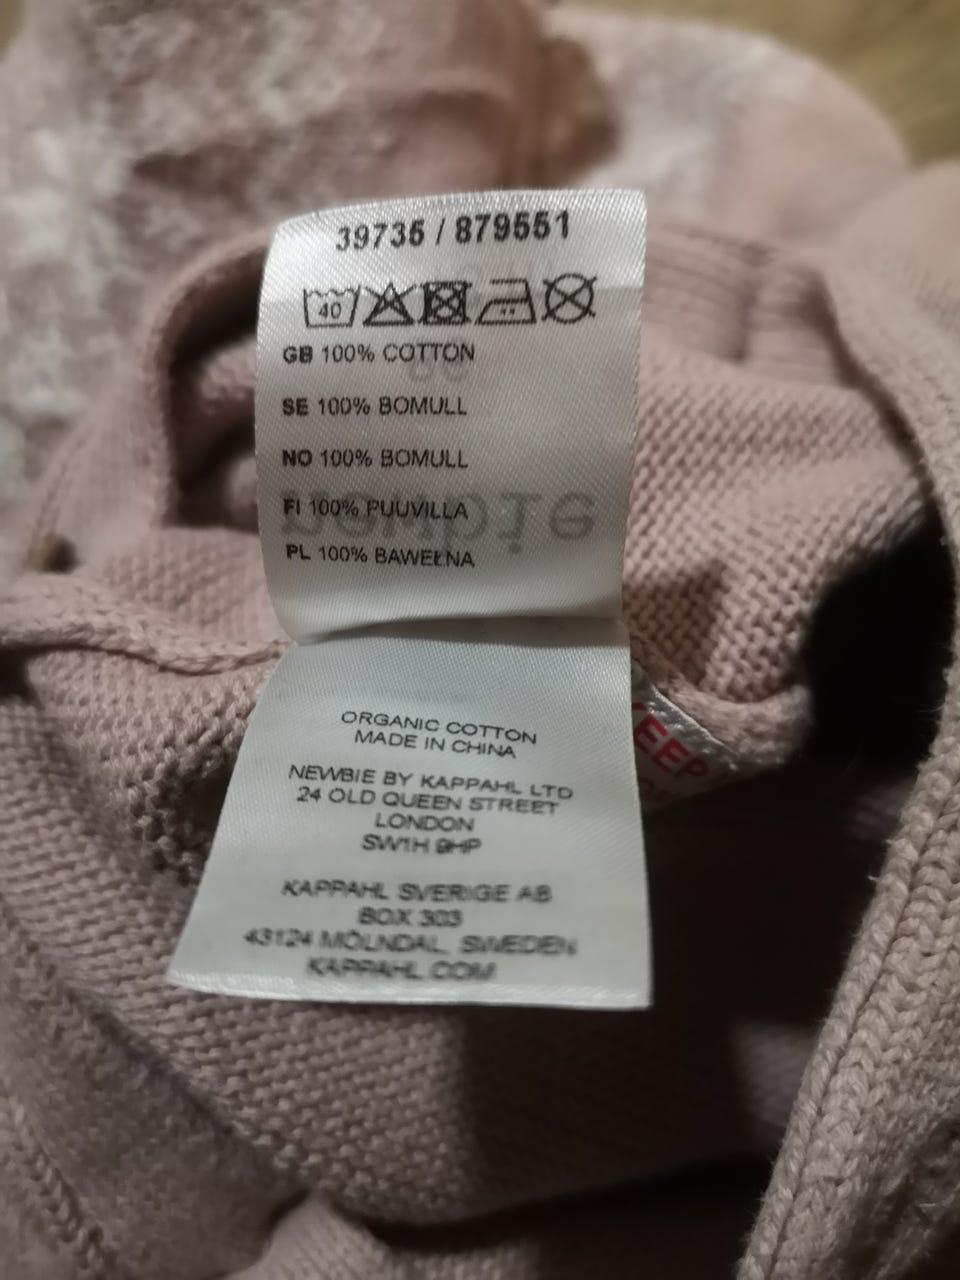 39735 / 879551
40
GB 100% COTTON
SE 100% BOMULL
NO 100% BOMULL
FI 100% PUUVILLA
PL 100% BAWEŁNA
newbie
ORGANIC COTTON
MADE IN CHINA
NEWBIE BY KAPPAHL LTD
24 OLD QUEEN STREET
LONDON
SW1H 9HP
KAPPAHL SVERIGE AB
BOX 303
43124 MÖLNDAL, SWEDEN
KAPPAHL.COM
KEEP